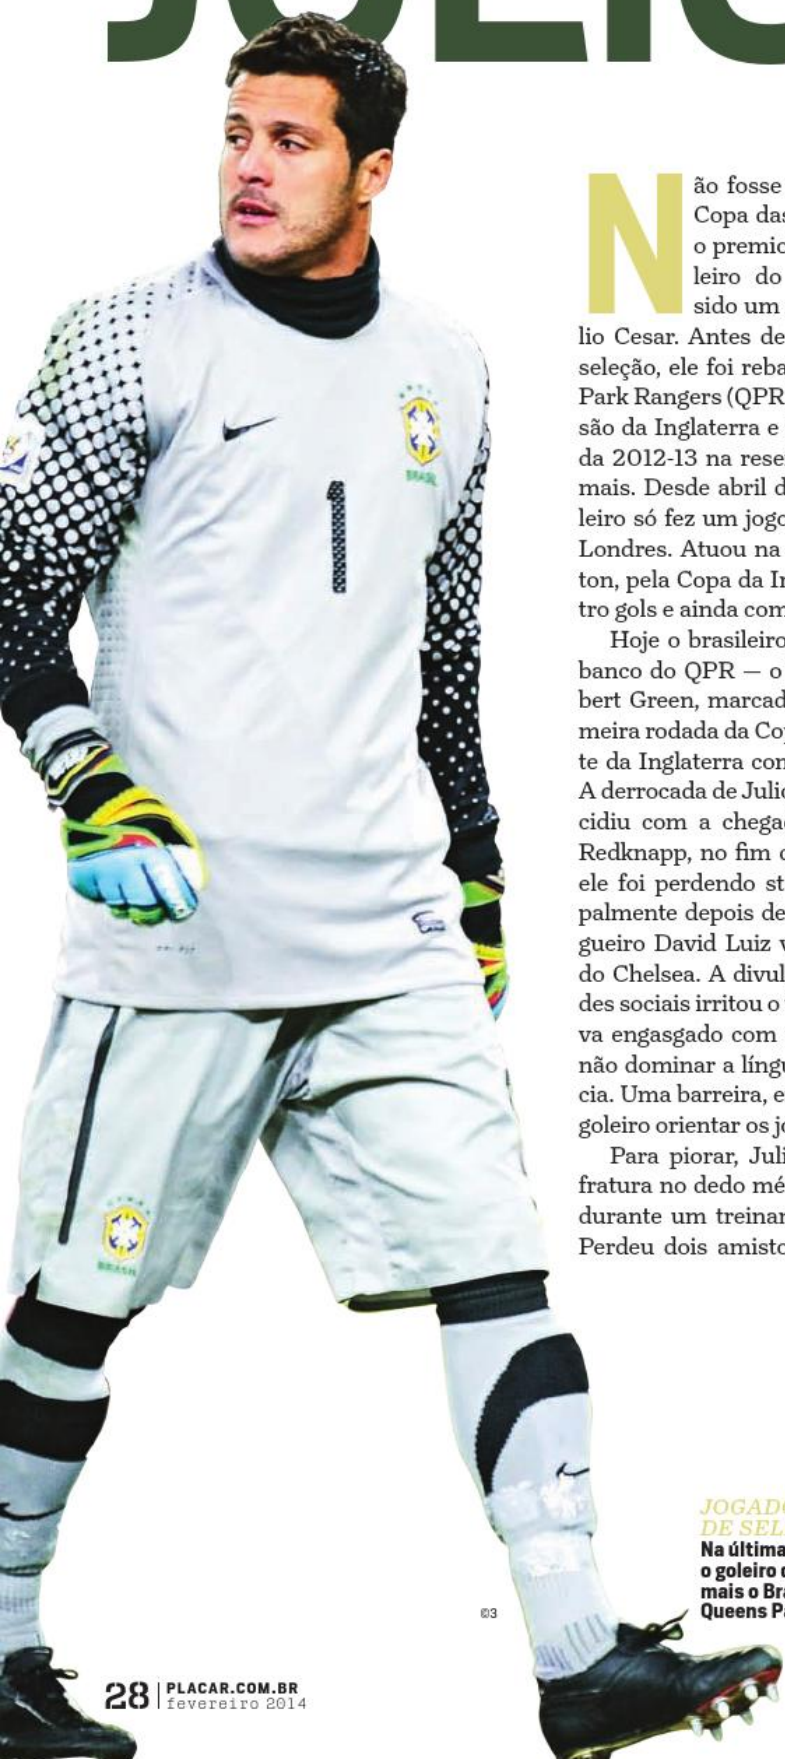 JÚLIO
Não fosse
Copa das
o premio
leiro do
sido um
lio Cesar. Antes de
seleção, ele foi reba
Park Rangers (QPR
são da Inglaterra e
da 2012-13 na rese
mais. Desde abril d
leiro só fez um jogo
Londres. Atuou na
ton, pela Copa da In
tro gols e ainda com
Hoje o brasileiro
banco do QPR — o
bert Green, marcad
meira rodada da Cop
te da Inglaterra con
A derrocada de Julio
cidiu com a chega
Redknapp, no fim d
ele foi perdendo st
palmente depois de
gueiro David Luiz v
do Chelsea. A divul
des sociais irritou o
va engasgado com
não dominar a língu
cia. Uma barreira, e
goleiro orientar os jo
Para piorar, Juli
fratura no dedo mé
durante um treinar
Perdeu dois amisto
BRASIL
1
BRASIL
JOGADO
DE SEL
Na última
o goleiro
mais o Bra
Queens Pa
©3
28 | PLACAR.COM.BR
fevereiro 2014